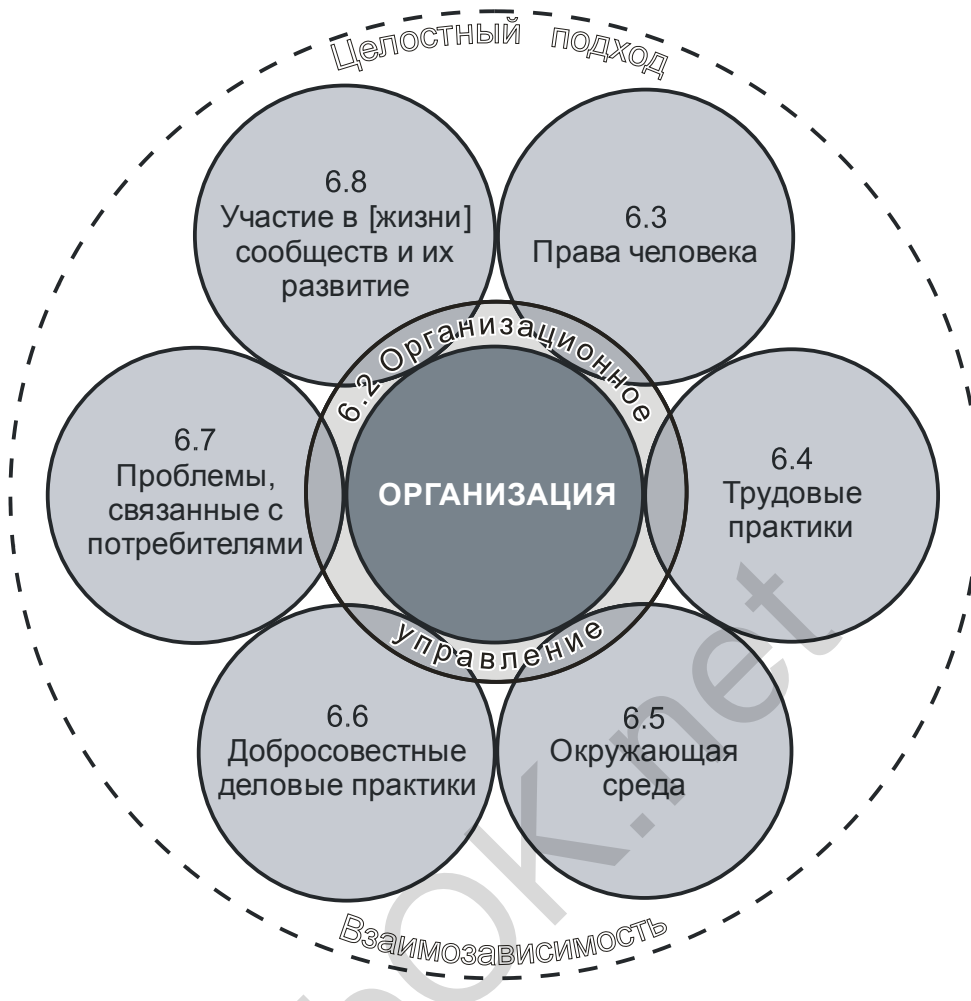 Целостный подход
6.8
Участие в [жизни]
сообществ и их
развитие
6.3
Права человека
6.2 Организационное
управление
ОРГАНИЗАЦИЯ
6.7
Проблемы,
связанные с
потребителями
6.4
Трудовые
практики
6.6
Добросовестные
деловые практики
6.5
Окружающая
среда
Взаимозависимость